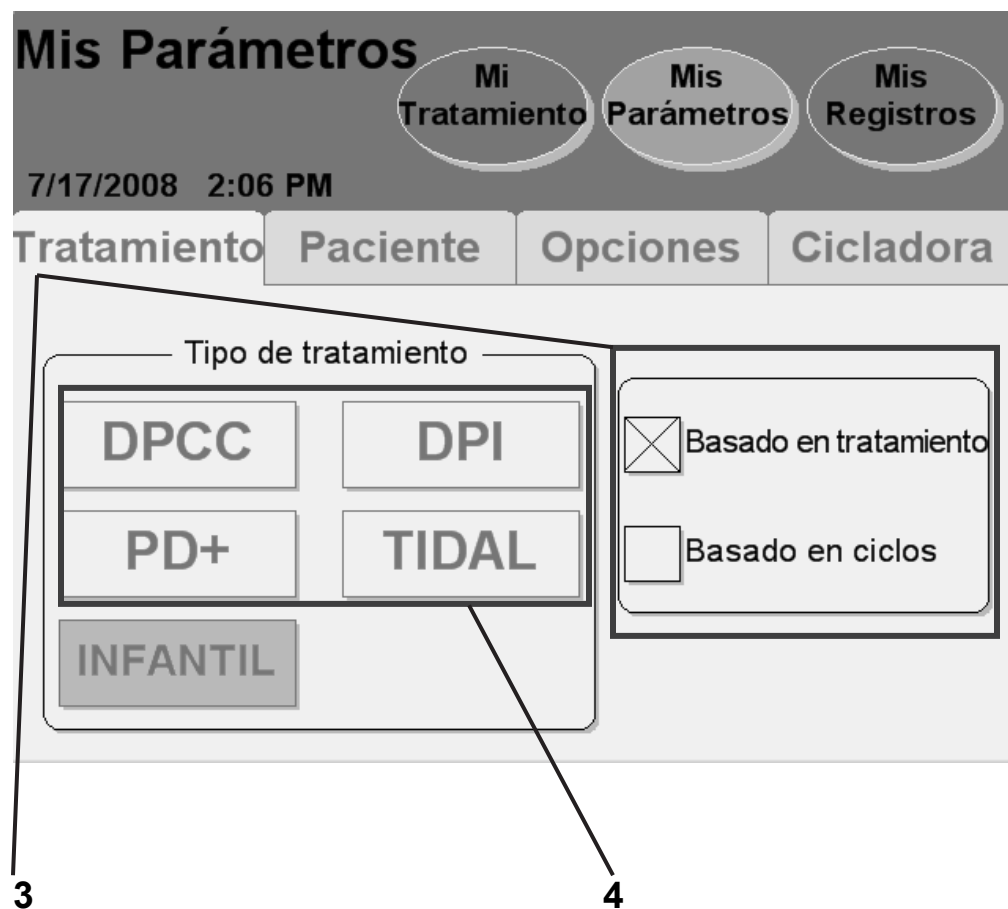 Mis Parámetros
Mi
Tratamiento
Mis
Parámetros
Mis
Registros
7/17/2008 2:06 PM
Tratamiento
Paciente
Opciones
Cicladora
Tipo de tratamiento
DPCC
DPI
PD+
TIDAL
INFANTIL
Basado en tratamiento
Basado en ciclos
3
4